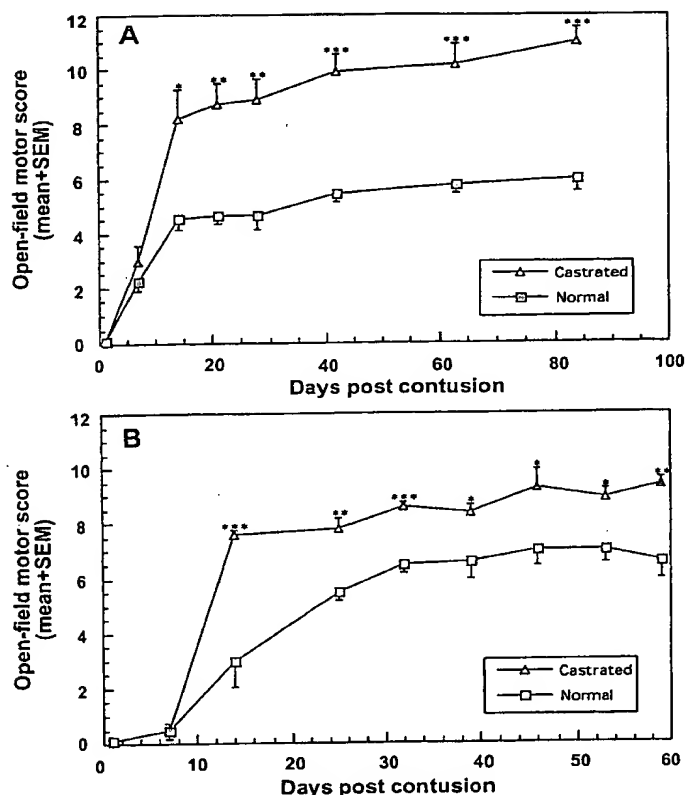 A
12
10
8
6
4
2
0
Open-field motor score
(mean+SEM)
* ** ** *** *** ***
Castrated
Normal
0 20 40 60 80 100
Days post contusion
B
12
10
8
6
4
2
0
Open-field motor score
(mean+SEM)
*** ** *** * * * **
Castrated
Normal
0 10 20 30 40 50 60
Days post contusion